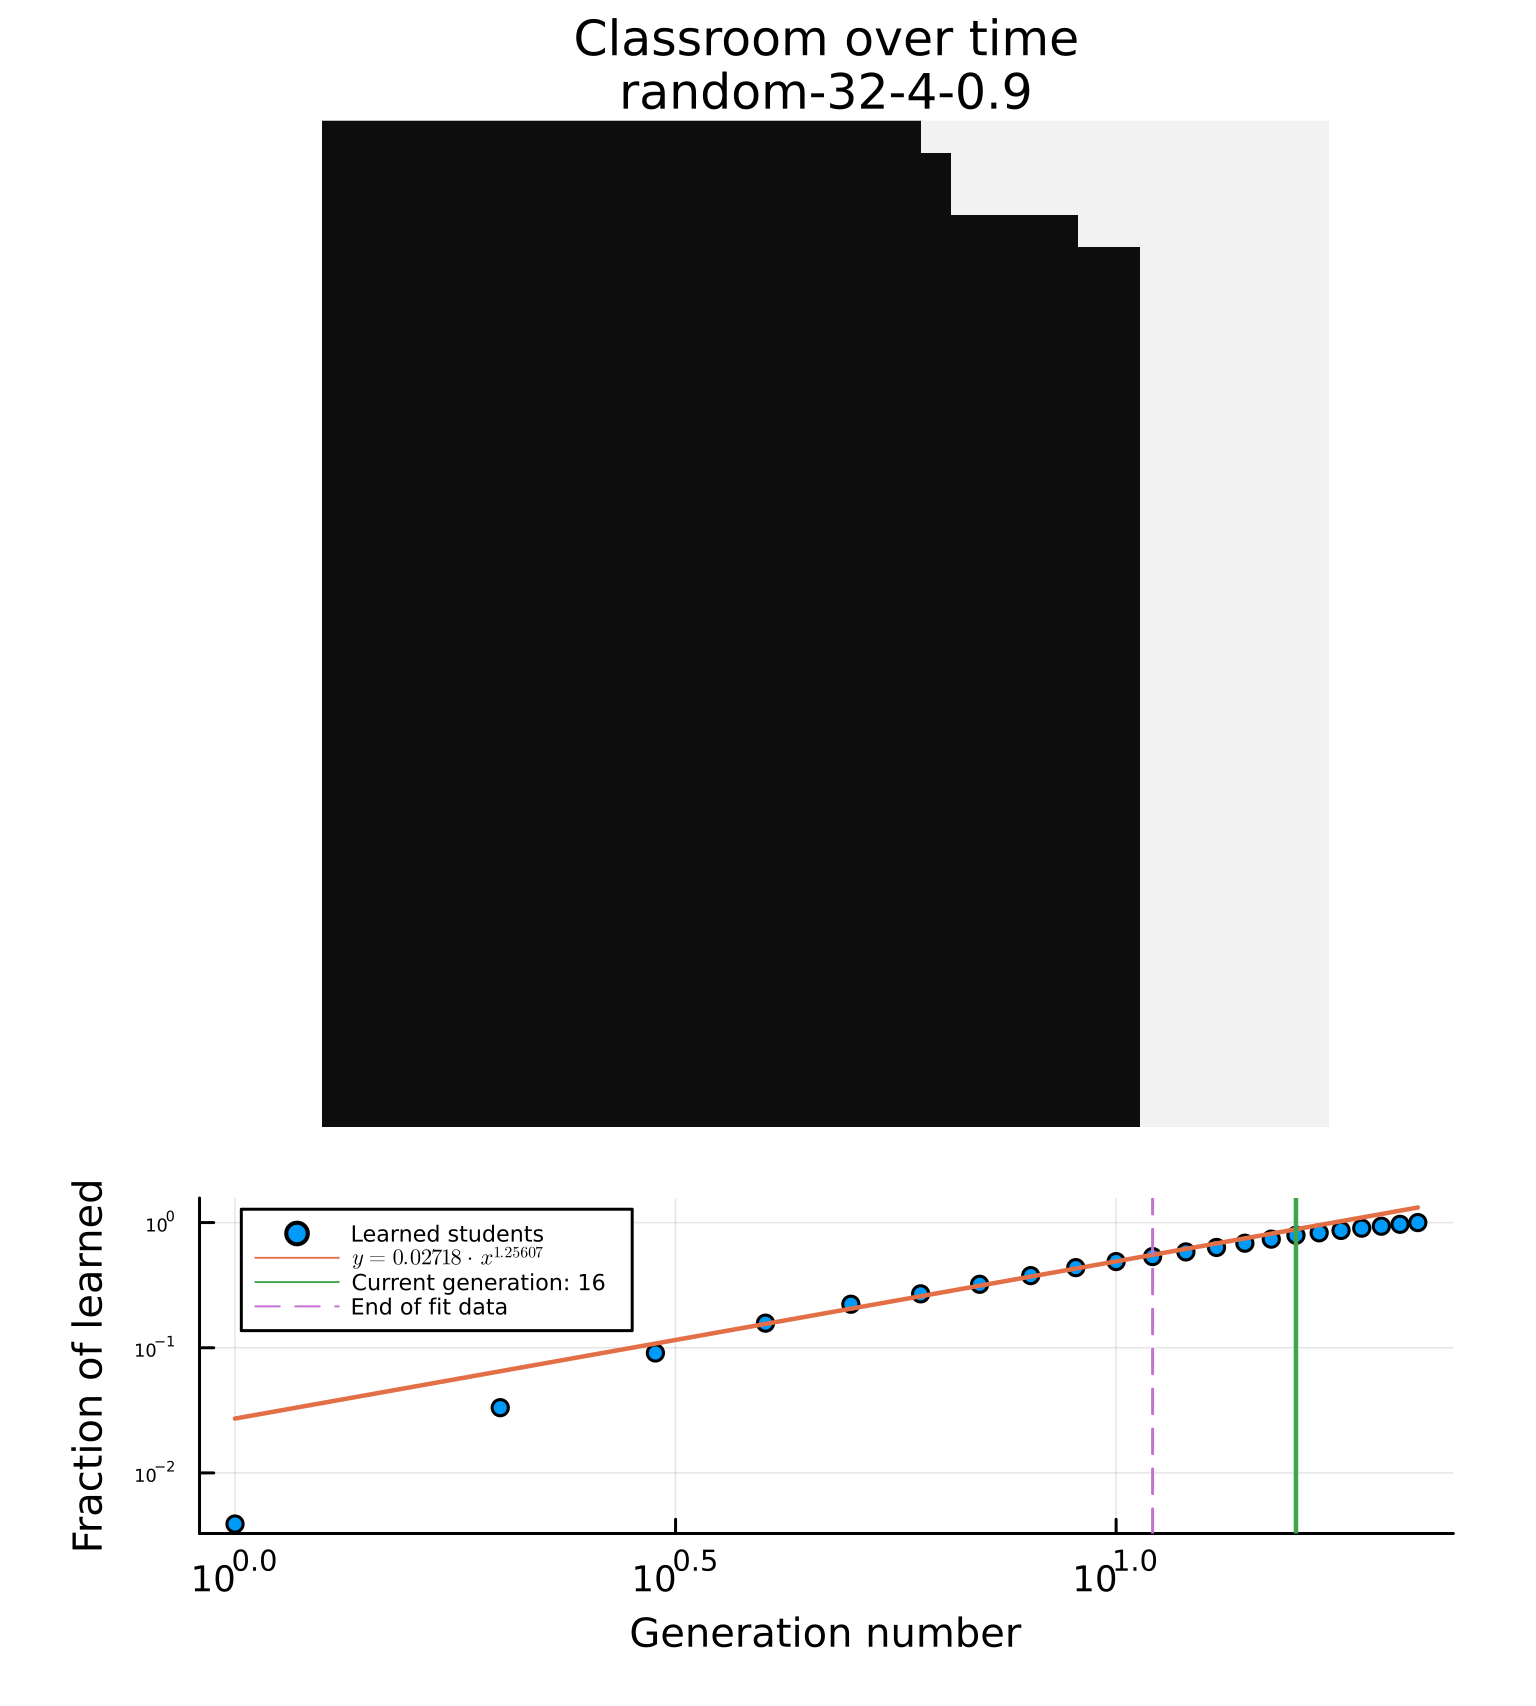 Classroom over time
random-32-4-0.9
Fraction of learned
10⁰
10⁻¹
10⁻²
Learned students
y = 0.02718 · x^1.25607
Current generation: 16
End of fit data
10^0.0
10^0.5
10^1.0
Generation number